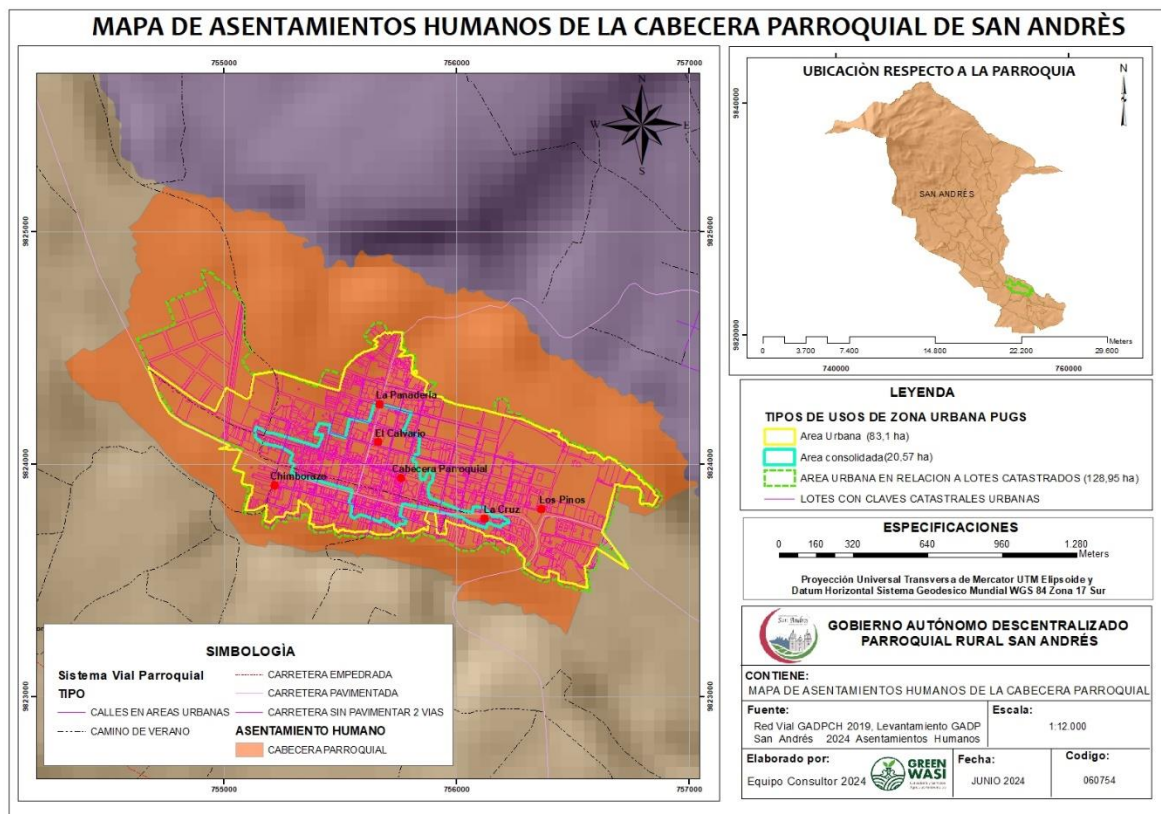 MAPA DE ASENTAMIENTOS HUMANOS DE LA CABECERA PARROQUIAL DE SAN ANDRÈS
755000
756000
757000
N
W
E
S
9825000
9825000
9824000
9824000
9823000
9823000
La Panadería
El Calvario
Cabecera Parroquial
Chimborazo
Los Pinos
La Cruz
755000
756000
757000
SIMBOLOGÌA
Sistema Vial Parroquial
TIPO
CALLES EN AREAS URBANAS
CAMINO DE VERANO
CARRETERA EMPEDRADA
CARRETERA PAVIMENTADA
CARRETERA SIN PAVIMENTAR 2 VIAS
ASENTAMIENTO HUMANO
CABECERA PARROQUIAL
UBICACIÒN RESPECTO A LA PARROQUIA
N
9840000
SAN ANDRÈS
9820000
Meters
0 3.700 7.400 14.800 22.200 29.600
740000
760000
LEYENDA
TIPOS DE USOS DE ZONA URBANA PUGS
Area Urbana (83,1 ha)
Area consolidada(20,57 ha)
AREA URBANA EN RELACION A LOTES CATASTRADOS (128,95 ha)
LOTES CON CLAVES CATASTRALES URBANAS
ESPECIFICACIONES
0 160 320 640 960 1.280
Meters
Proyección Universal Transversa de Mercator UTM Elipsoide y
Datum Horizontal Sistema Geodesico Mundial WGS 84 Zona 17 Sur
San Andrés
GOBIERNO AUTÓNOMO DESCENTRALIZADO
PARROQUIAL RURAL SAN ANDRÉS
CONTIENE:
MAPA DE ASENTAMIENTOS HUMANOS DE LA CABECERA PARROQUIAL
Fuente:
Red Vial GADPCH 2019, Levantamiento GADP
San Andrés 2024 Asentamientos Humanos
Escala:
1:12.000
Elaborado por:
Equipo Consultor 2024
GREEN
WASI
Fecha:
JUNIO 2024
Codigo:
060754